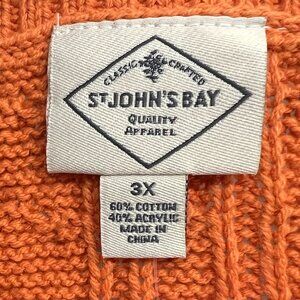 CLASSIC CRAFTED
ST JOHN'S BAY
QUALITY
APPAREL
3X
60% COTTON
40% ACRYLIC
MADE IN
CHINA